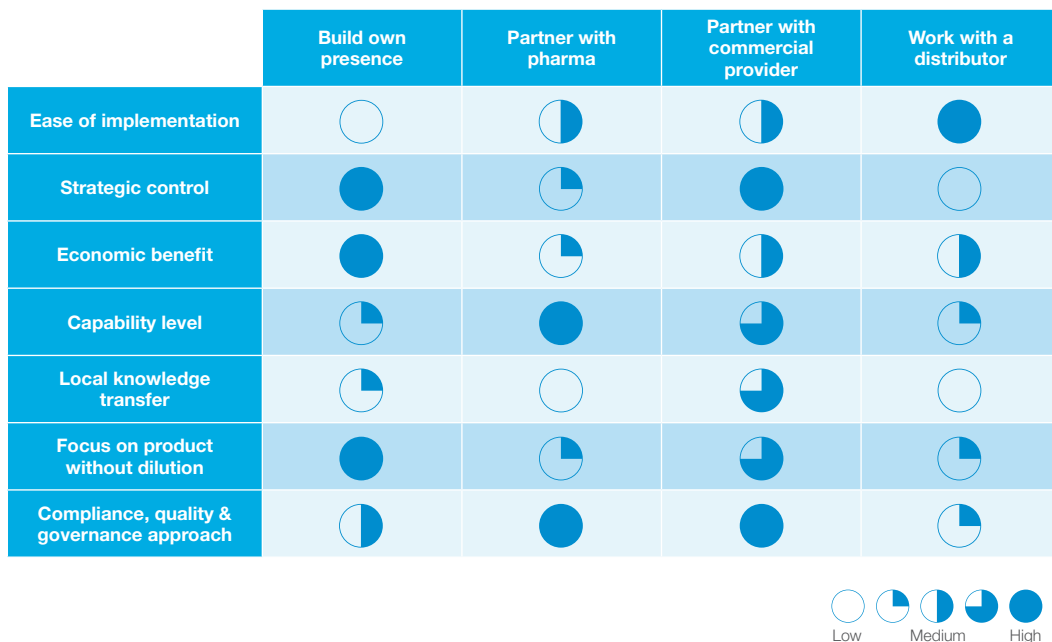 Build own
presence
Partner with
pharma
Partner with
commercial
provider
Work with a
distributor
Ease of implementation
Strategic control
Economic benefit
Capability level
Local knowledge
transfer
Focus on product
without dilution
Compliance, quality &
governance approach
Low
Medium
High